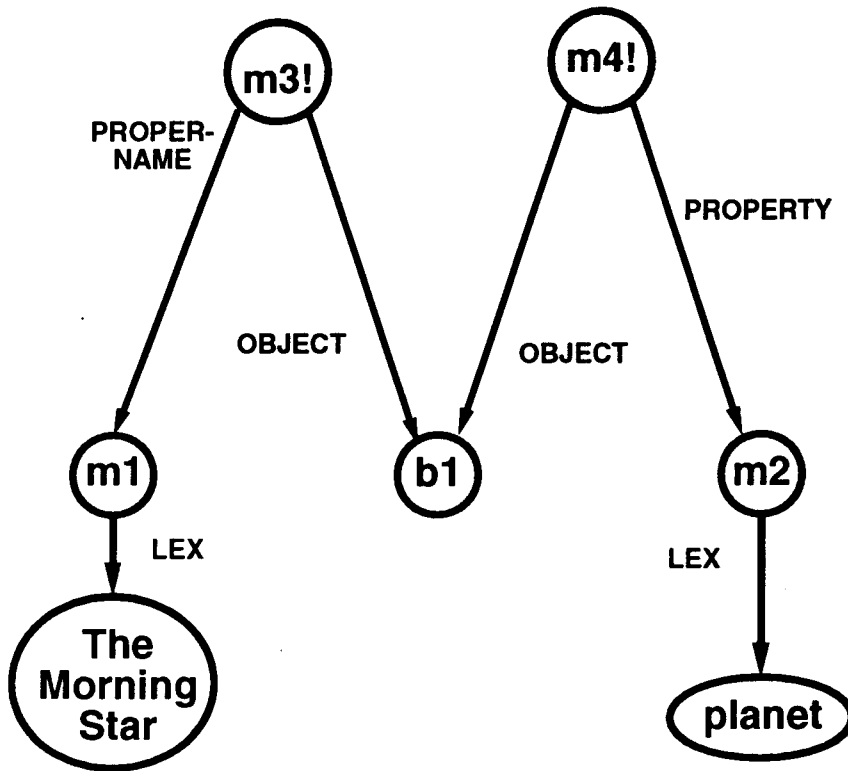 m3!
m4!
PROPER-
NAME
PROPERTY
OBJECT
OBJECT
m1
b1
m2
LEX
LEX
The
Morning
Star
planet